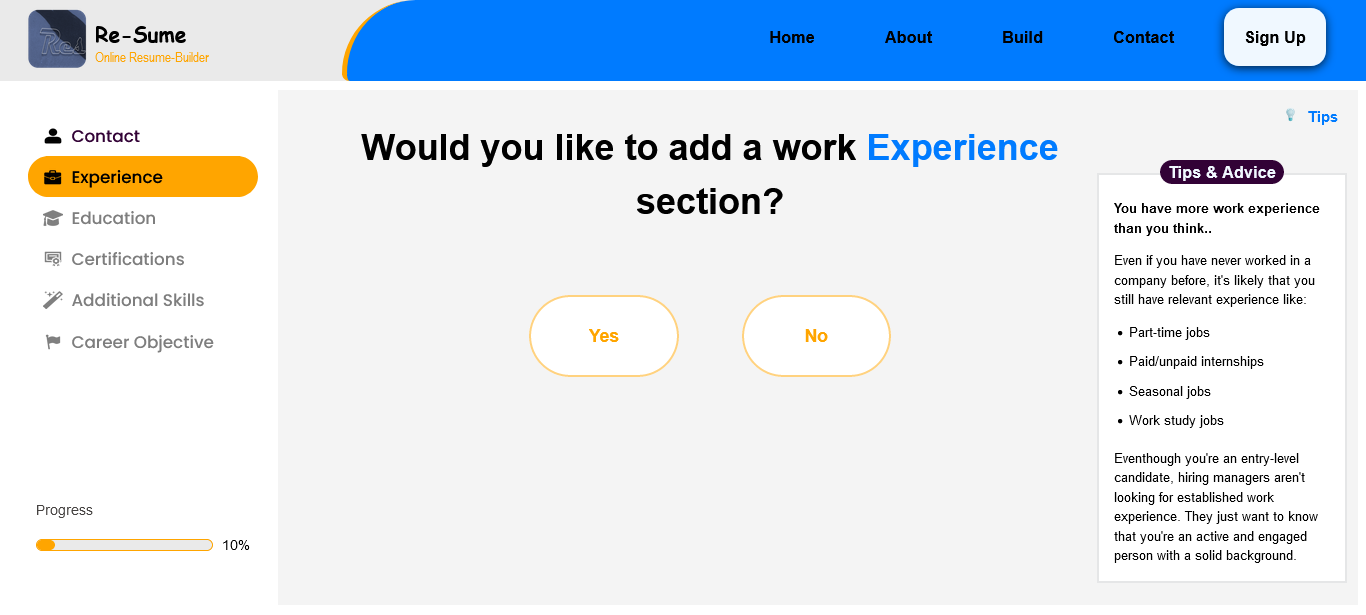 Res
Re-Sume
Online Resume-Builder
Home
About
Build
Contact
Sign Up
Contact
Experience
Education
Certifications
Additional Skills
Career Objective
Progress
10%
Would you like to add a work Experience
section?
Yes
No
Tips
Tips & Advice
You have more work experience
than you think..
Even if you have never worked in a
company before, it's likely that you
still have relevant experience like:
• Part-time jobs
• Paid/unpaid internships
• Seasonal jobs
• Work study jobs
Eventhough you're an entry-level
candidate, hiring managers aren't
looking for established work
experience. They just want to know
that you're an active and engaged
person with a solid background.